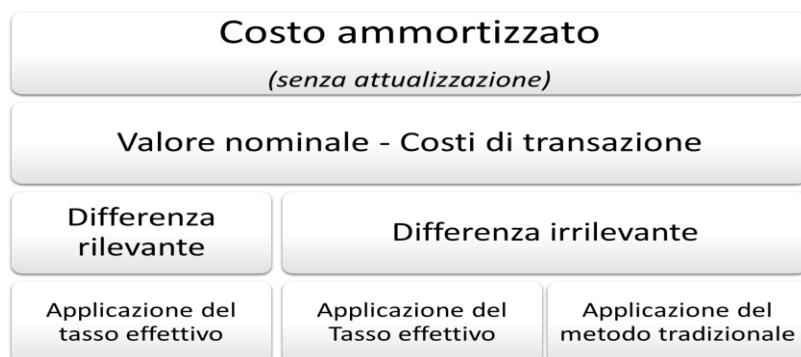 Costo ammortizzato
(senza attualizzazione)
Valore nominale - Costi di transazione
Differenza
rilevante
Differenza irrilevante
Applicazione del
tasso effettivo
Applicazione del
Tasso effettivo
Applicazione del
metodo tradizionale